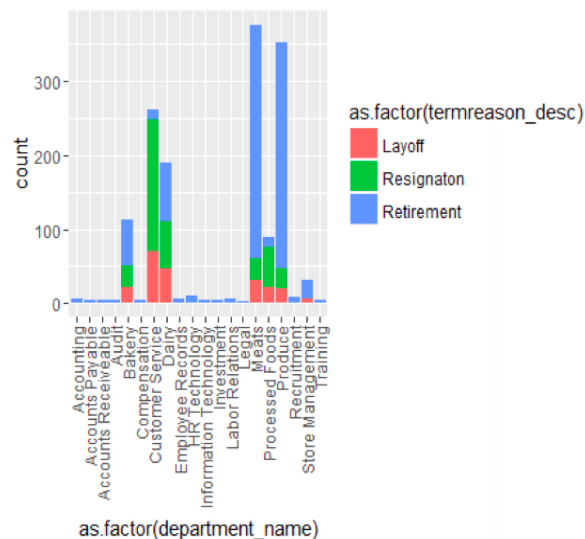 300
200
100
0
count
Accounting
Accounts Payable
Accounts Receiveable
Audit
Bakery
Compensation
Customer Service
Dairy
Employee Records
HR Technology
Information Technology
Investment
Labor Relations
Legal
Meats
Processed Foods
Produce
Recruitment
Store Management
Training
as.factor(department_name)
as.factor(termreason_desc)
Layoff
Resignaton
Retirement